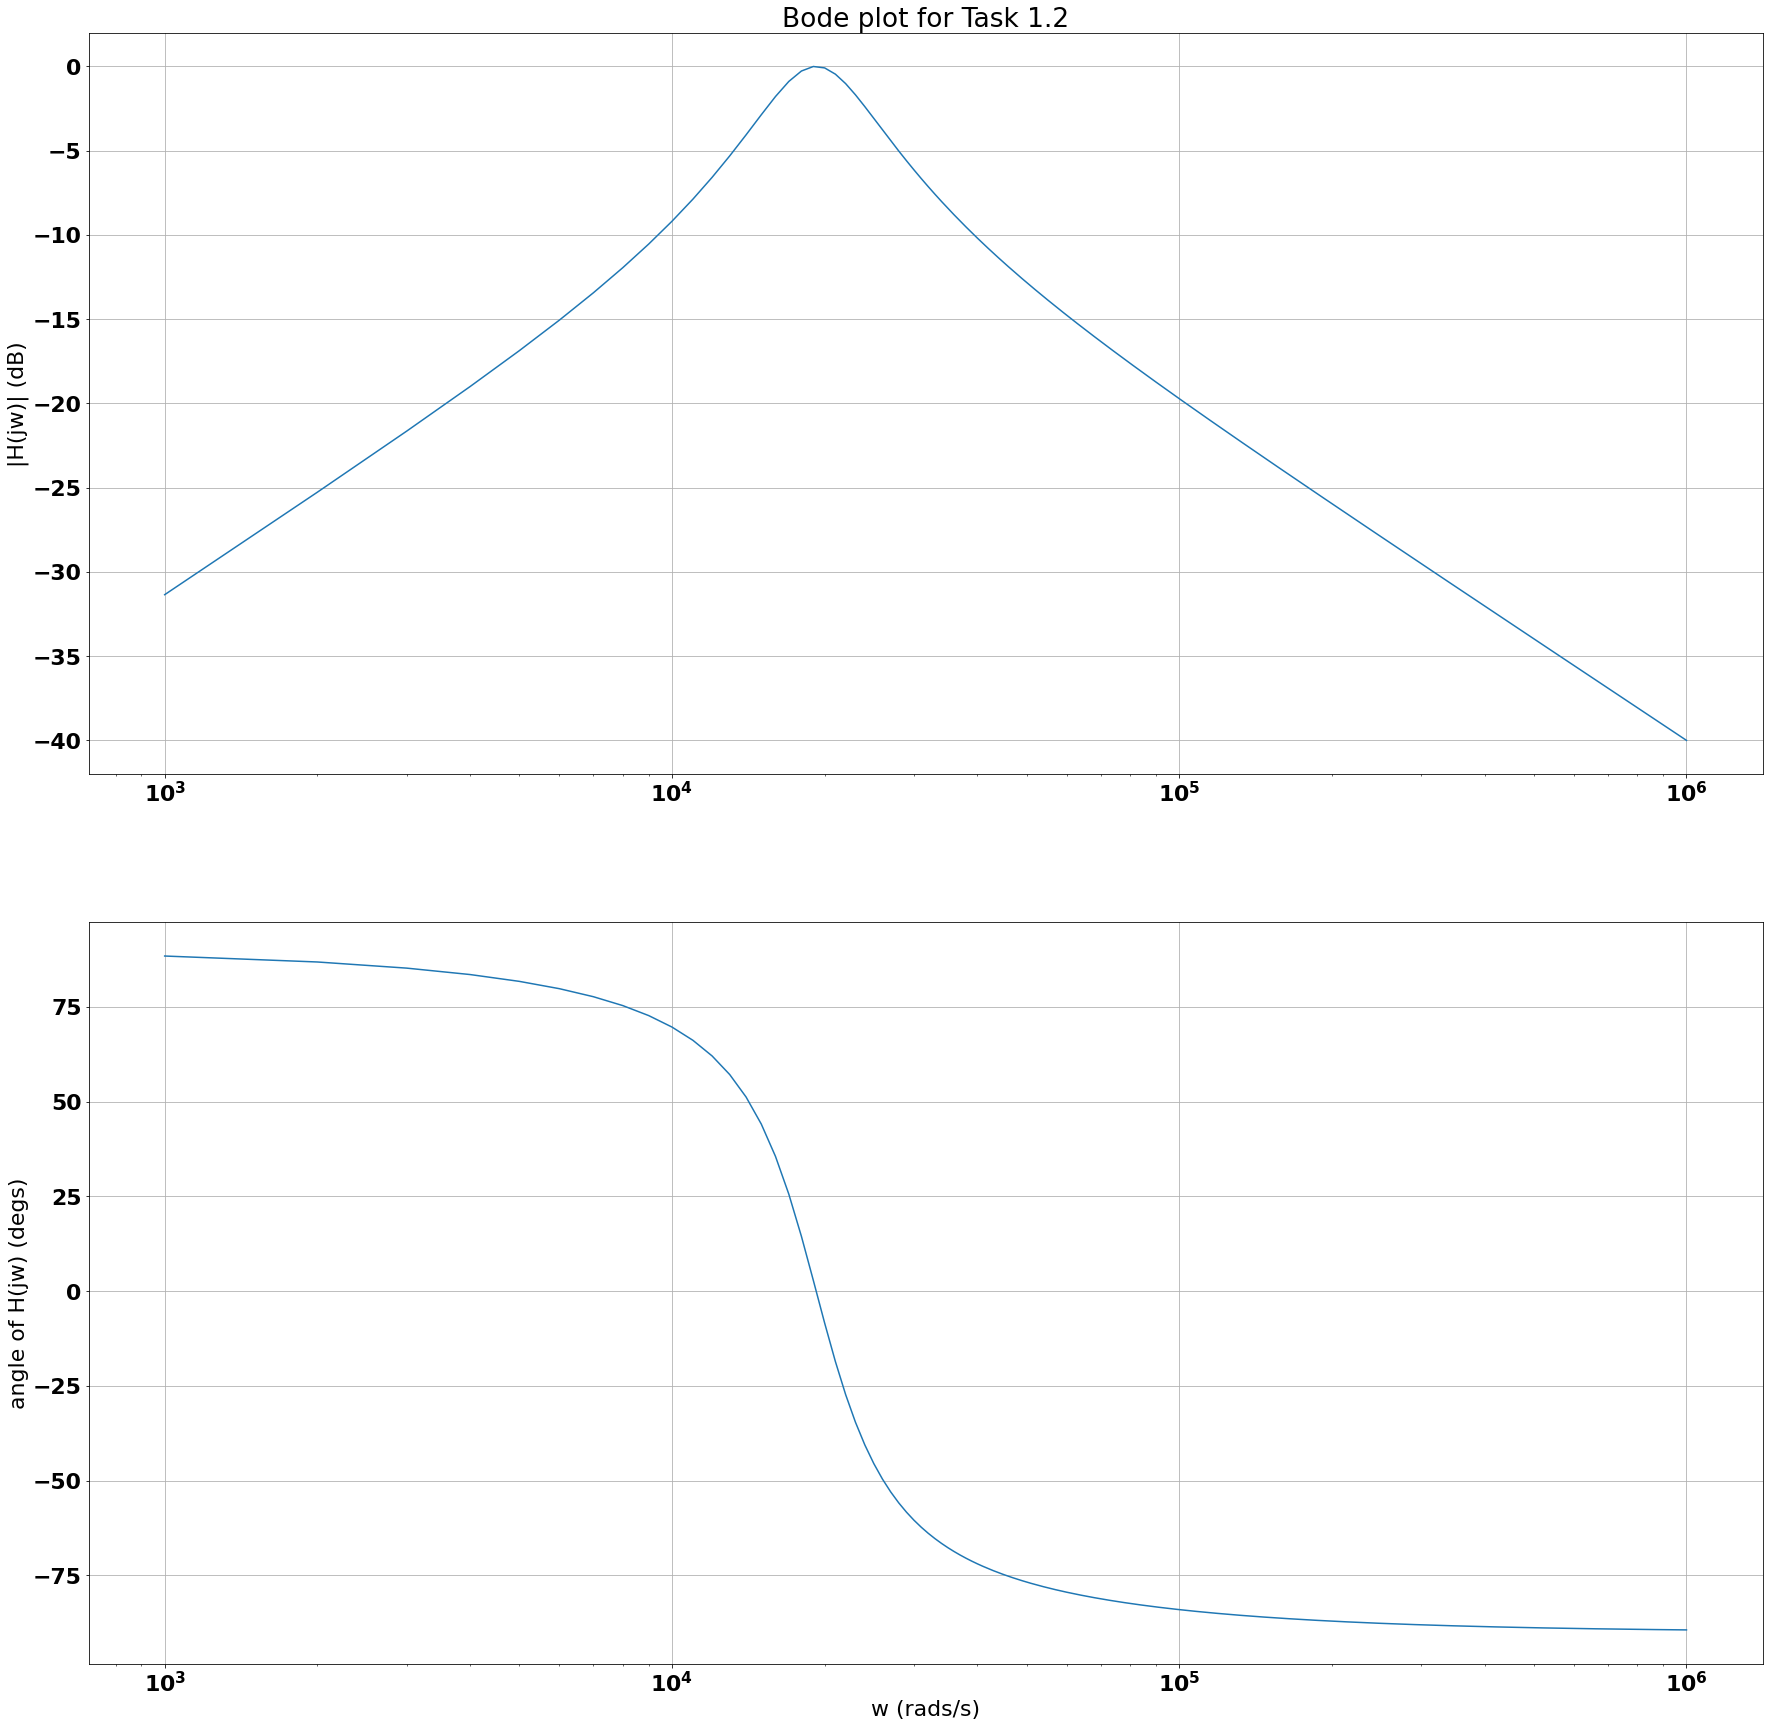 Bode plot for Task 1.2
|H(jw)| (dB)
0
−5
−10
−15
−20
−25
−30
−35
−40
10³ 10⁴ 10⁵ 10⁶
angle of H(jw) (degs)
75
50
25
0
−25
−50
−75
10³ 10⁴ 10⁵ 10⁶
w (rads/s)